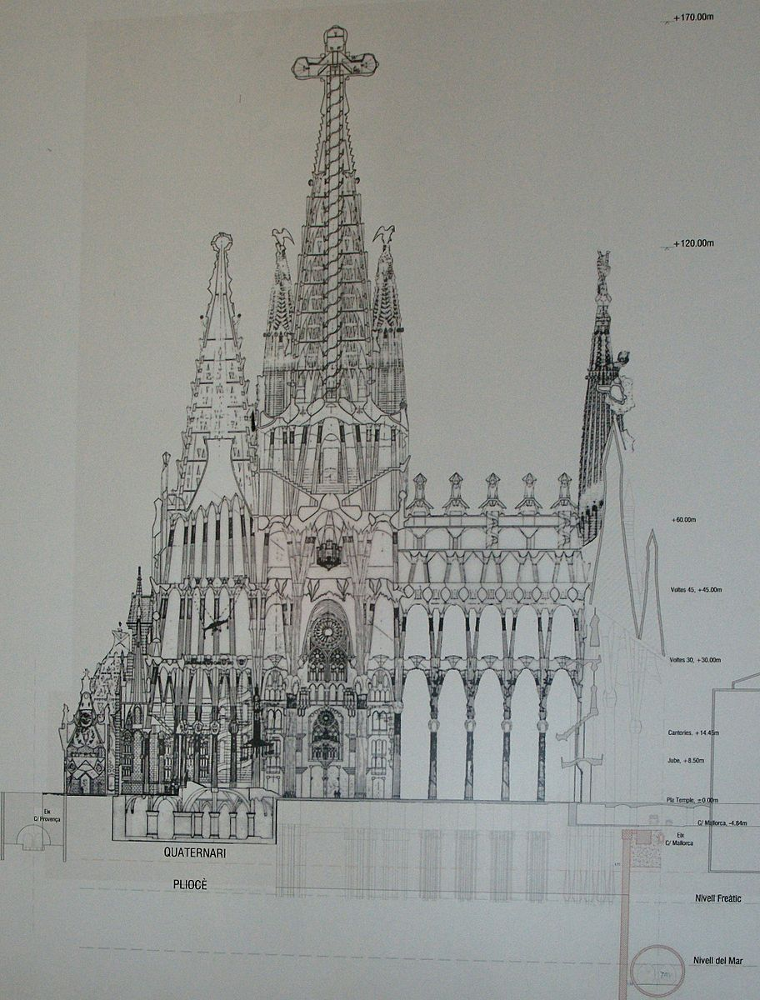 +170.00m
+120.00m
+60.00m
Voltes 45, +45.00m
Voltes 30, +30.00m
Cantories, +14.45m
Jube, +8.50m
Pla Temple, ±0.00m
Eix
C/ Provença
C/ Mallorca, -4.84m
Eix
C/ Mallorca
QUATERNARI
PLIOCÈ
Nivell Freàtic
Nivell del Mar